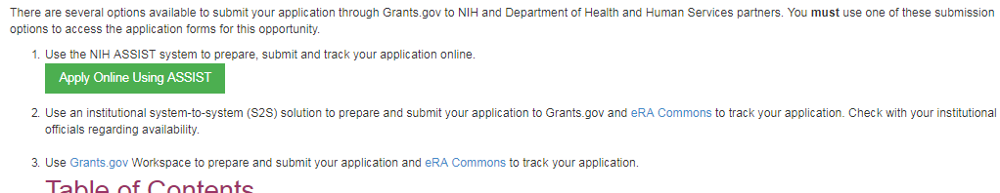 There are several options available to submit your application through Grants.gov to NIH and Department of Health and Human Services partners. You must use one of these submission
options to access the application forms for this opportunity.
1. Use the NIH ASSIST system to prepare, submit and track your application online.
Apply Online Using ASSIST
2. Use an institutional system-to-system (S2S) solution to prepare and submit your application to Grants.gov and eRA Commons to track your application. Check with your institutional
officials regarding availability.
3. Use Grants.gov Workspace to prepare and submit your application and eRA Commons to track your application.
Table of Contents